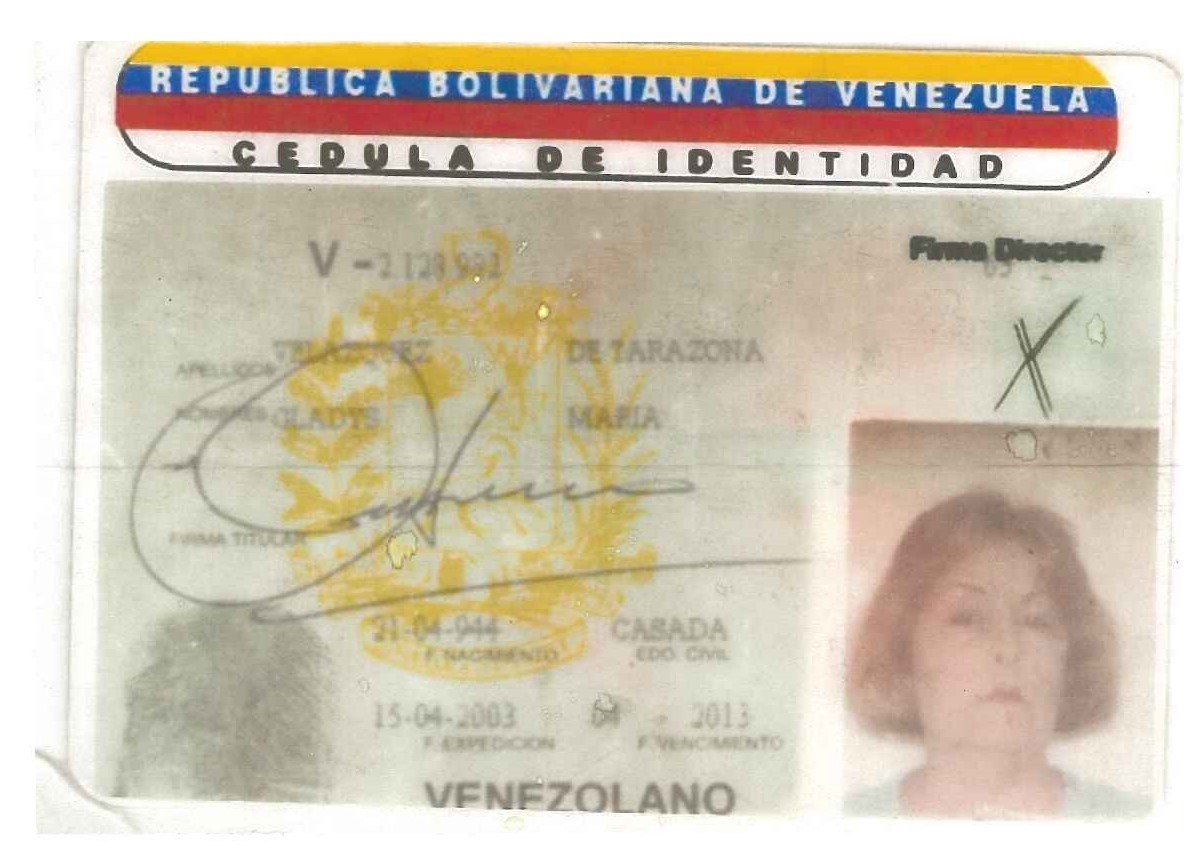 REPUBLICA BOLIVARIANA DE VENEZUELA
CEDULA DE IDENTIDAD
Firma Director
V -
APELLIDOS VELAZQUEZ DE TARAZONA
NOMBRES GLADYS MARIA
FIRMA TITULAR
21-04-944 CASADA
F. NACIMIENTO EDO. CIVIL
15-04-2003 04 - 2013
F. EXPEDICION F. VENCIMIENTO
VENEZOLANO